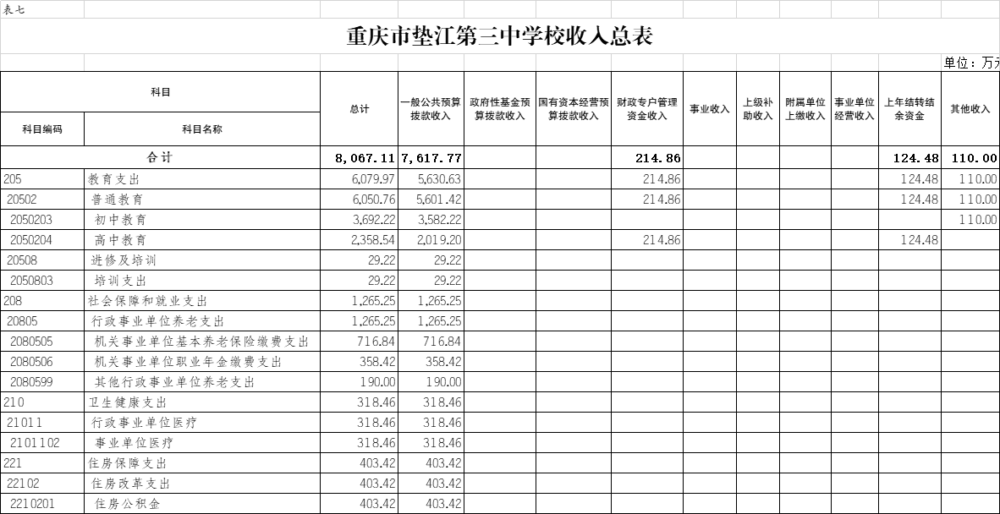 表七
重庆市垫江第三中学校收入总表
单位：万元
科目 总计 一般公共预算拨款收入 政府性基金预算拨款收入 国有资本经营预算拨款收入 财政专户管理资金收入 事业收入 上级补助收入 附属单位上缴收入 事业单位经营收入 上年结转结余资金 其他收入
科目编码 科目名称
合计 8,067.11 7,617.77 214.86 124.48 110.00
205 教育支出 6,079.97 5,630.63 214.86 124.48 110.00
20502 普通教育 6,050.76 5,601.42 214.86 124.48 110.00
2050203 初中教育 3,692.22 3,582.22 110.00
2050204 高中教育 2,358.54 2,019.20 214.86 124.48
20508 进修及培训 29.22 29.22
2050803 培训支出 29.22 29.22
208 社会保障和就业支出 1,265.25 1,265.25
20805 行政事业单位养老支出 1,265.25 1,265.25
2080505 机关事业单位基本养老保险缴费支出 716.84 716.84
2080506 机关事业单位职业年金缴费支出 358.42 358.42
2080599 其他行政事业单位养老支出 190.00 190.00
210 卫生健康支出 318.46 318.46
21011 行政事业单位医疗 318.46 318.46
2101102 事业单位医疗 318.46 318.46
221 住房保障支出 403.42 403.42
22102 住房改革支出 403.42 403.42
2210201 住房公积金 403.42 403.42